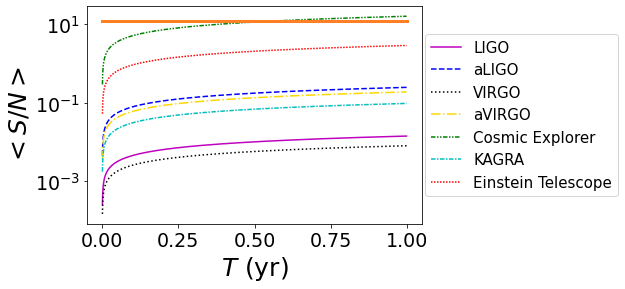 10^1
10^{-1}
10^{-3}
< S/N >
0.00 0.25 0.50 0.75 1.00
T (yr)
LIGO
aLIGO
VIRGO
aVIRGO
Cosmic Explorer
KAGRA
Einstein Telescope